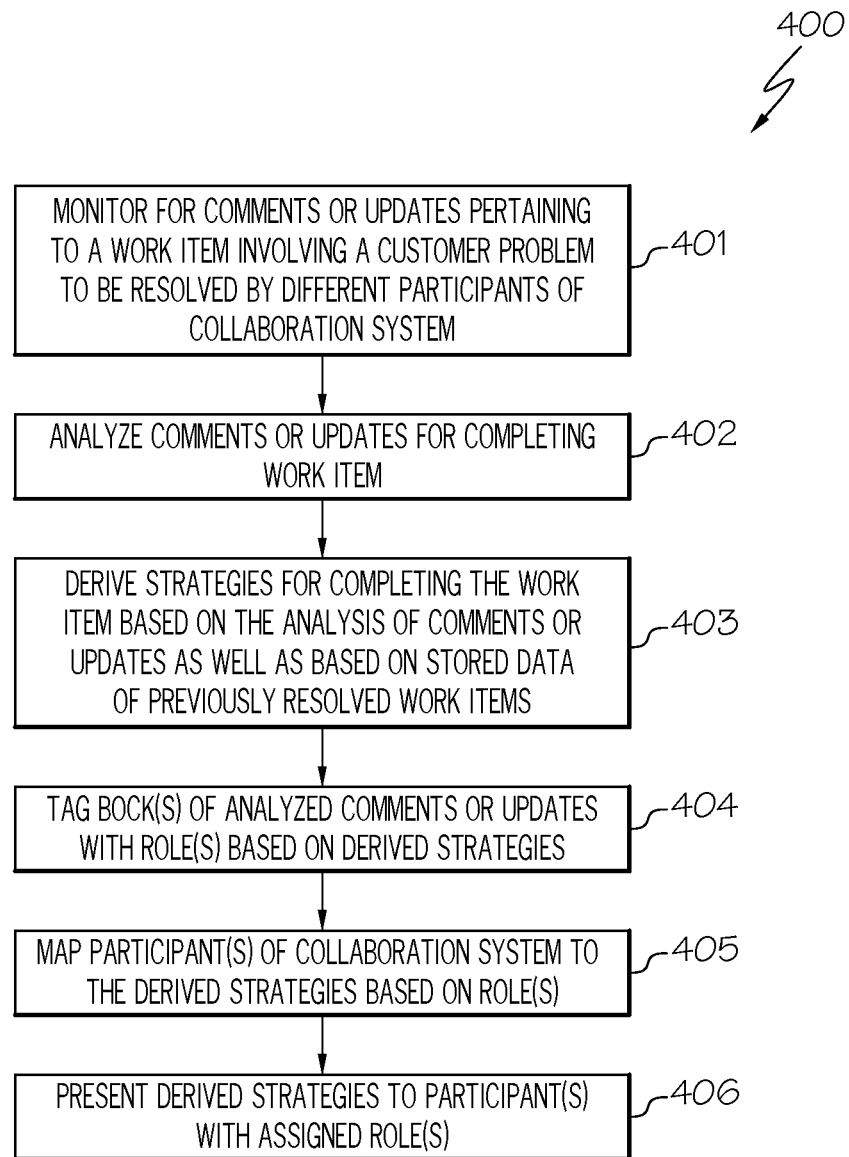 400
MONITOR FOR COMMENTS OR UPDATES PERTAINING
TO A WORK ITEM INVOLVING A CUSTOMER PROBLEM
TO BE RESOLVED BY DIFFERENT PARTICIPANTS OF
COLLABORATION SYSTEM
401
ANALYZE COMMENTS OR UPDATES FOR COMPLETING
WORK ITEM
402
DERIVE STRATEGIES FOR COMPLETING THE WORK
ITEM BASED ON THE ANALYSIS OF COMMENTS OR
UPDATES AS WELL AS BASED ON STORED DATA
OF PREVIOUSLY RESOLVED WORK ITEMS
403
TAG BOCK(S) OF ANALYZED COMMENTS OR UPDATES
WITH ROLE(S) BASED ON DERIVED STRATEGIES
404
MAP PARTICIPANT(S) OF COLLABORATION SYSTEM TO
THE DERIVED STRATEGIES BASED ON ROLE(S)
405
PRESENT DERIVED STRATEGIES TO PARTICIPANT(S)
WITH ASSIGNED ROLE(S)
406